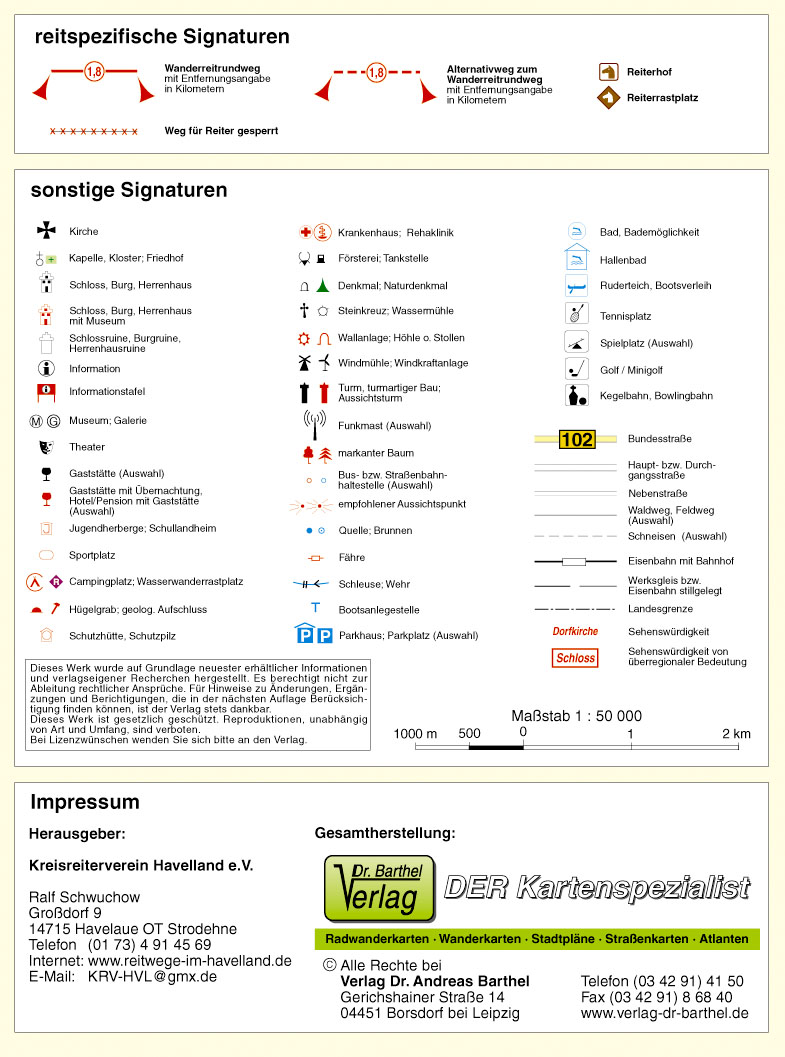 reitspezifische Signaturen
1,8
Wanderreitrundweg
mit Entfernungsangabe
in Kilometern
1,8
Alternativweg zum
Wanderreitrundweg
mit Entfernungsangabe
in Kilometern
Reiterhof
Reiterrastplatz
x x x x x x x x x
Weg für Reiter gesperrt
sonstige Signaturen
Kirche
Kapelle, Kloster; Friedhof
Schloss, Burg, Herrenhaus
Schloss, Burg, Herrenhaus
mit Museum
Schlossruine, Burgruine,
Herrenhausruine
i Information
i Informationstafel
M G Museum; Galerie
Theater
Gaststätte (Auswahl)
Gaststätte mit Übernachtung,
Hotel/Pension mit Gaststätte
(Auswahl)
Jugendherberge; Schullandheim
Sportplatz
R Campingplatz; Wasserwanderrastplatz
Hügelgrab; geolog. Aufschluss
Schutzhütte, Schutzpilz
Krankenhaus; Rehaklinik
Försterei; Tankstelle
Denkmal; Naturdenkmal
Steinkreuz; Wassermühle
Wallanlage; Höhle o. Stollen
Windmühle; Windkraftanlage
Turm, turmartiger Bau;
Aussichtsturm
Funkmast (Auswahl)
markanter Baum
Bus- bzw. Straßenbahn-
haltestelle (Auswahl)
empfohlener Aussichtspunkt
Quelle; Brunnen
Fähre
Schleuse; Wehr
Bootsanlegestelle
P P Parkhaus; Parkplatz (Auswahl)
Bad, Bademöglichkeit
Hallenbad
Ruderteich, Bootsverleih
Tennisplatz
Spielplatz (Auswahl)
Golf / Minigolf
Kegelbahn, Bowlingbahn
102 Bundesstraße
Haupt- bzw. Durch-
gangsstraße
Nebenstraße
Waldweg, Feldweg
(Auswahl)
Schneisen (Auswahl)
Eisenbahn mit Bahnhof
Werksgleis bzw.
Eisenbahn stillgelegt
Landesgrenze
Dorfkirche Sehenswürdigkeit
Schloss Sehenswürdigkeit von
überregionaler Bedeutung
Dieses Werk wurde auf Grundlage neuester erhältlicher Informationen
und verlagseigener Recherchen hergestellt. Es berechtigt nicht zur
Ableitung rechtlicher Ansprüche. Für Hinweise zu Änderungen, Ergän-
zungen und Berichtigungen, die in der nächsten Auflage Berücksich-
tigung finden können, ist der Verlag stets dankbar.
Dieses Werk ist gesetzlich geschützt. Reproduktionen, unabhängig
von Art und Umfang, sind verboten.
Bei Lizenzwünschen wenden Sie sich bitte an den Verlag.
Maßstab 1 : 50 000
1000 m 500 0 1 2 km
Impressum
Herausgeber:
Kreisreiterverein Havelland e.V.
Ralf Schwuchow
Großdorf 9
14715 Havelaue OT Strodehne
Telefon (01 73) 4 91 45 69
Internet: www.reitwege-im-havelland.de
E-Mail: KRV-HVL@gmx.de
Gesamtherstellung:
Dr. Barthel
Verlag
DER Kartenspezialist
Radwanderkarten · Wanderkarten · Stadtpläne · Straßenkarten · Atlanten
© Alle Rechte bei
Verlag Dr. Andreas Barthel
Gerichshainer Straße 14
04451 Borsdorf bei Leipzig
Telefon (03 42 91) 41 50
Fax (03 42 91) 8 68 40
www.verlag-dr-barthel.de